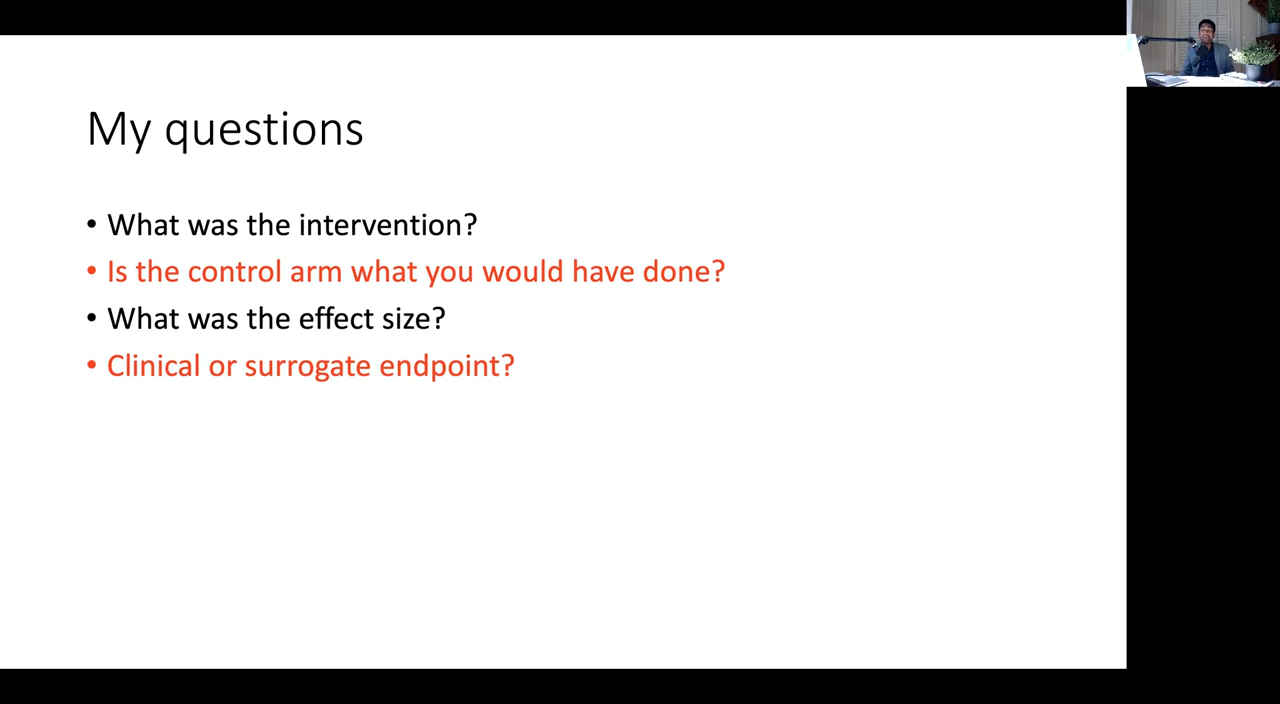 My questions
• What was the intervention?
• Is the control arm what you would have done?
• What was the effect size?
• Clinical or surrogate endpoint?